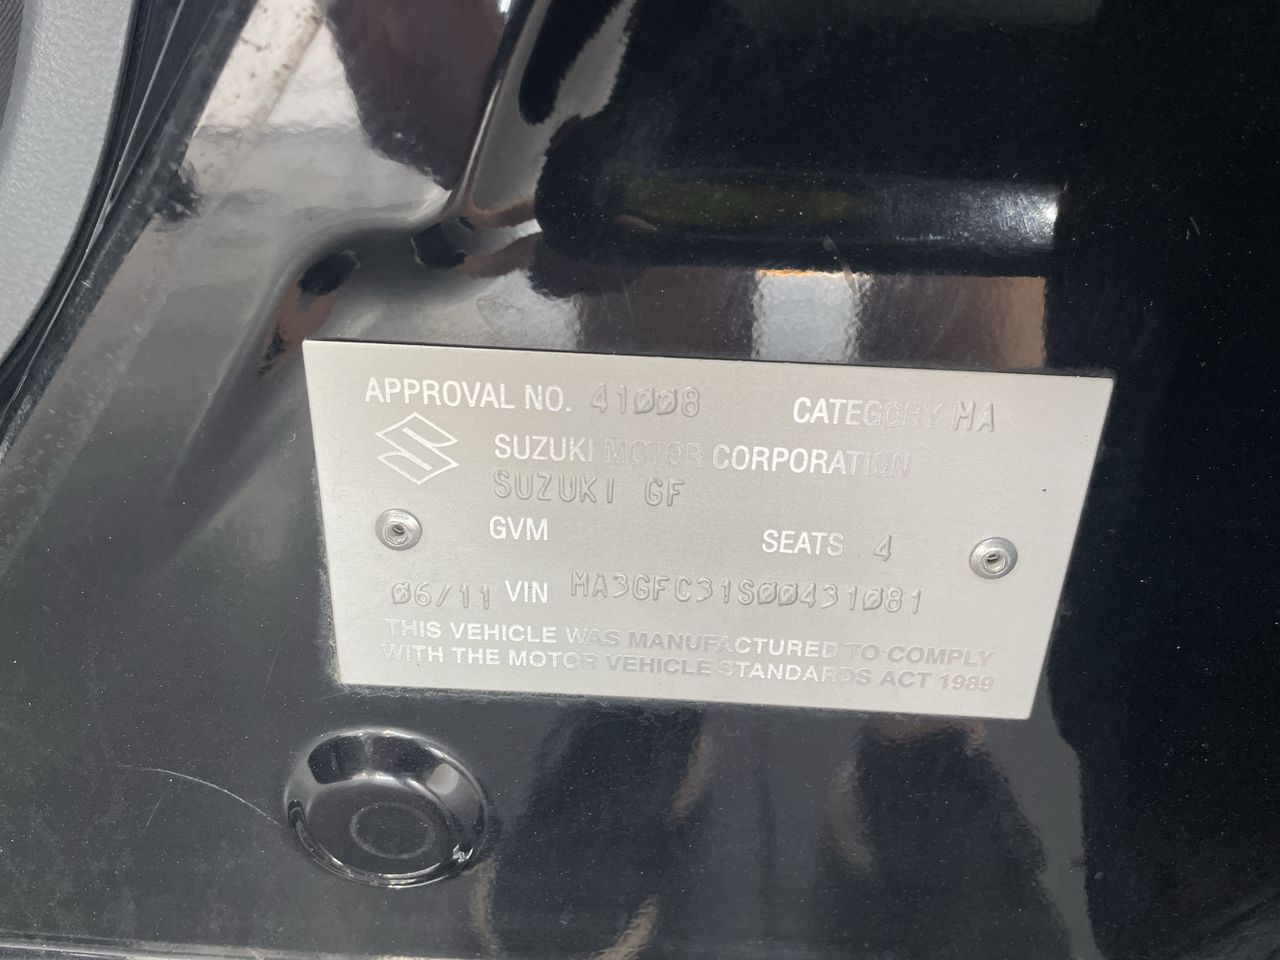 APPROVAL NO. 41008 CATEGORY MA
SUZUKI MOTOR CORPORATION
SUZUKI GF
GVM SEATS 4
06/11 VIN MA3GFC31S00431081
THIS VEHICLE WAS MANUFACTURED TO COMPLY
WITH THE MOTOR VEHICLE STANDARDS ACT 1989